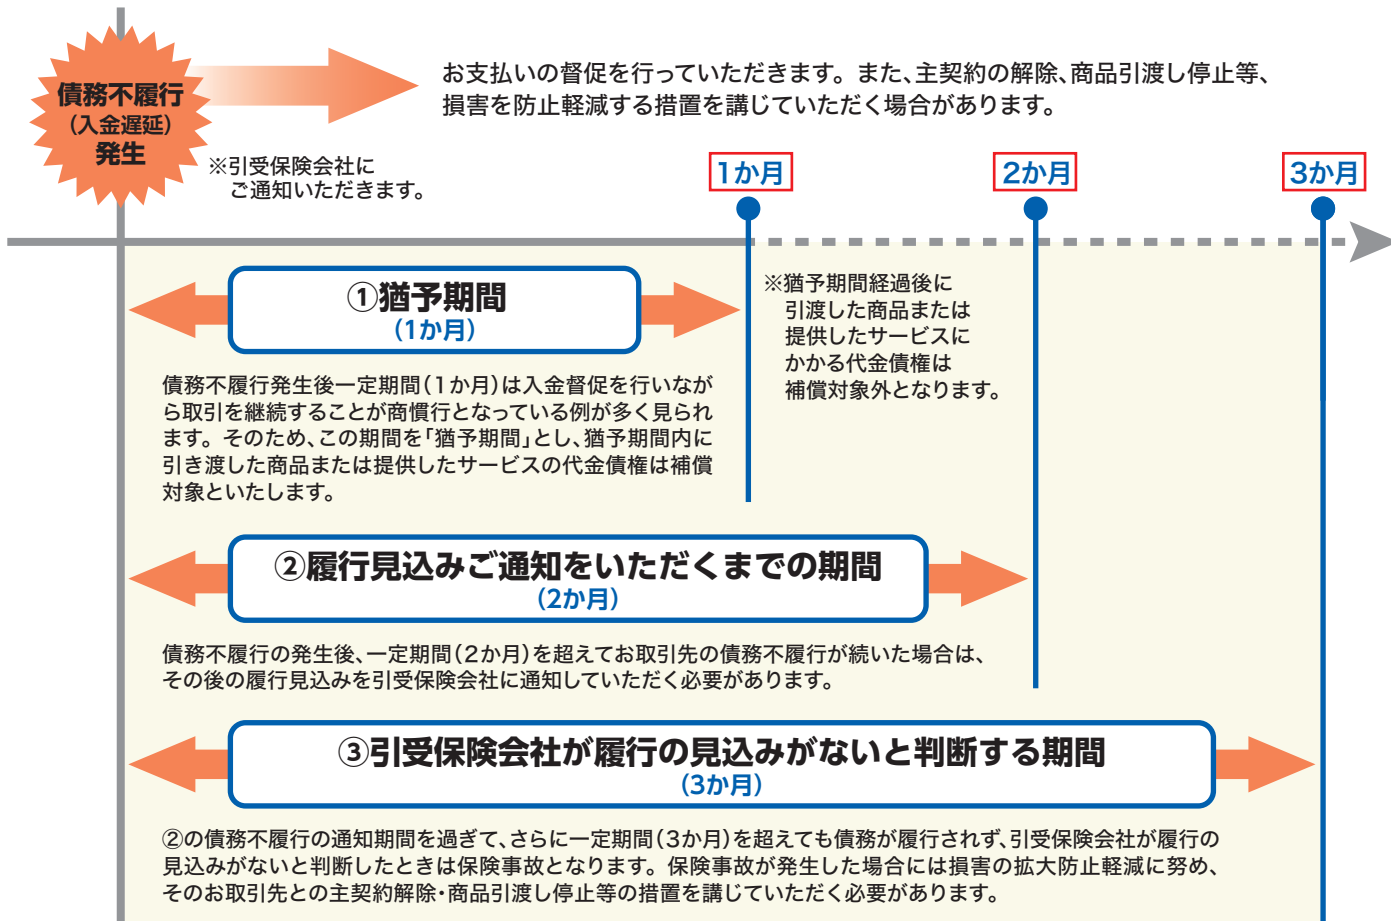 債務不履行
（入金遅延）
発生
お支払いの督促を行っていただきます。また、主契約の解除、商品引渡し停止等、
損害を防止軽減する措置を講じていただく場合があります。
※引受保険会社に
ご通知いただきます。
1か月
2か月
3か月
①猶予期間
（1か月）
※猶予期間経過後に
引渡した商品または
提供したサービスに
かかる代金債権は
補償対象外となります。
債務不履行発生後一定期間（1か月）は入金督促を行いなが
ら取引を継続することが商慣行となっている例が多く見られ
ます。そのため、この期間を「猶予期間」とし、猶予期間内に
引き渡した商品または提供したサービスの代金債権は補償
対象といたします。
②履行見込みご通知をいただくまでの期間
（2か月）
債務不履行の発生後、一定期間（2か月）を超えてお取引先の債務不履行が続いた場合は、
その後の履行見込みを引受保険会社に通知していただく必要があります。
③引受保険会社が履行の見込みがないと判断する期間
（3か月）
②の債務不履行の通知期間を過ぎて、さらに一定期間（3か月）を超えても債務が履行されず、引受保険会社が履行の
見込みがないと判断したときは保険事故となります。保険事故が発生した場合には損害の拡大防止軽減に努め、
そのお取引先との主契約解除・商品引渡し停止等の措置を講じていただく必要があります。